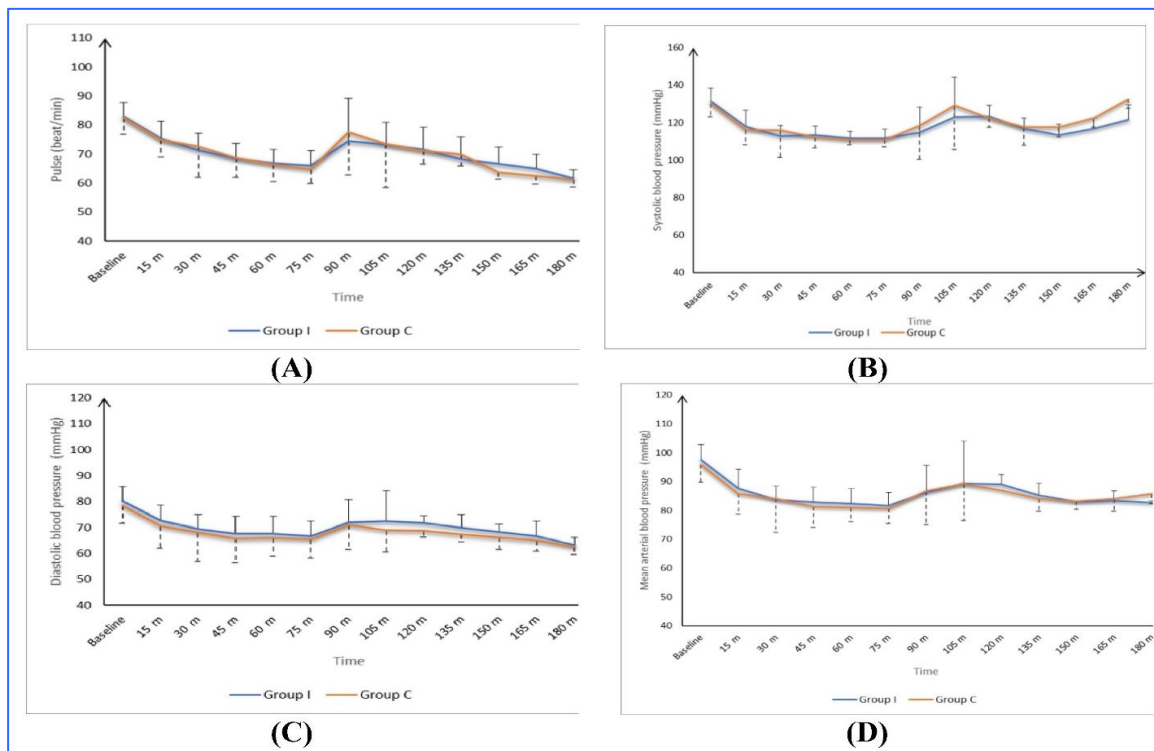 110
100
90
80
70
60
50
40
Pulse (beat/min)
Baseline
15 m
30 m
45 m
60 m
75 m
90 m
105 m
120 m
135 m
150 m
165 m
180 m
Time
Group I
Group C
(A)
160
140
120
100
80
60
40
Systolic blood pressure (mmHg)
Baseline
15 m
30 m
45 m
60 m
75 m
90 m
105 m
120 m
135 m
150 m
165 m
180 m
Time
Group I
Group C
(B)
120
110
100
90
80
70
60
50
40
Diastolic blood pressure (mmHg)
Baseline
15 m
30 m
45 m
60 m
75 m
90 m
105 m
120 m
135 m
150 m
165 m
180 m
Time
Group I
Group C
(C)
120
110
100
90
80
70
60
50
40
Mean arterial blood pressure (mmHg)
Baseline
15 m
30 m
45 m
60 m
75 m
90 m
105 m
120 m
135 m
150 m
165 m
180 m
Time
Group I
Group C
(D)